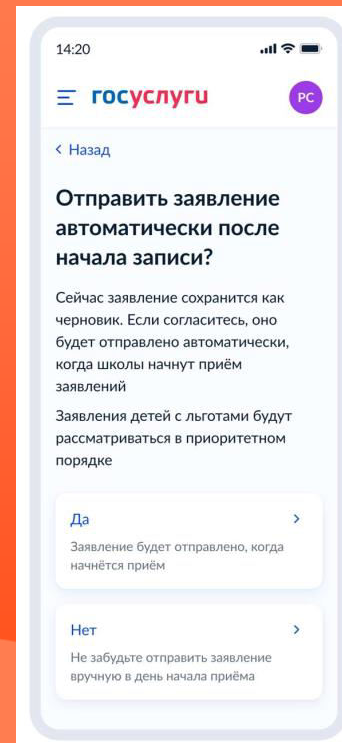 14:20
госуслуги
РС
Назад
Отправить заявление
автоматически после
начала записи?
Сейчас заявление сохранится как
черновик. Если согласитесь, оно
будет отправлено автоматически,
когда школы начнут приём
заявлений
Заявления детей с льготами будут
рассматриваться в приоритетном
порядке
Да
Заявление будет отправлено, когда
начнётся приём
Нет
Не забудьте отправить заявление
вручную в день начала приёма